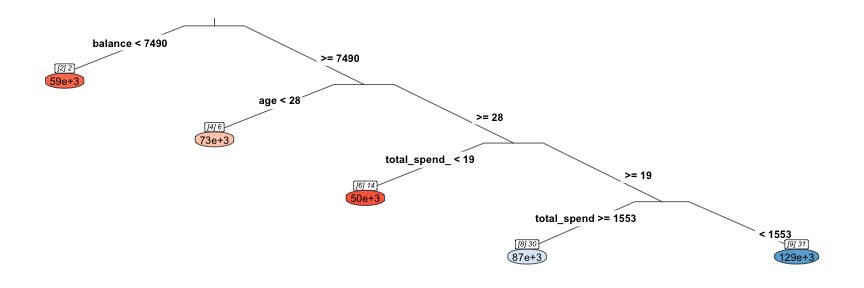 balance < 7490
>= 7490
[2] 2
59e+3
age < 28
>= 28
[4] 6
73e+3
total_spend_ < 19
>= 19
[6] 14
50e+3
total_spend >= 1553
< 1553
[8] 30
87e+3
[9] 31
129e+3